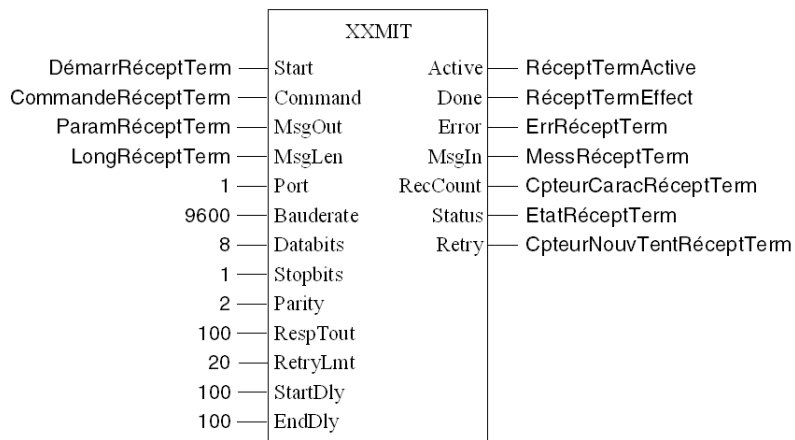 XXMIT
DémarrRéceptTerm Start Active RéceptTermActive
CommandeRéceptTerm Command Done RéceptTermEffect
ParamRéceptTerm MsgOut Error ErrRéceptTerm
LongRéceptTerm MsgLen MsgIn MessRéceptTerm
1 Port RecCount CpteurCaracRéceptTerm
9600 Bauderate Status EtatRéceptTerm
8 Databits Retry CpteurNouvTentRéceptTerm
1 Stopbits
2 Parity
100 RespTout
20 RetryLmt
100 StartDly
100 EndDly